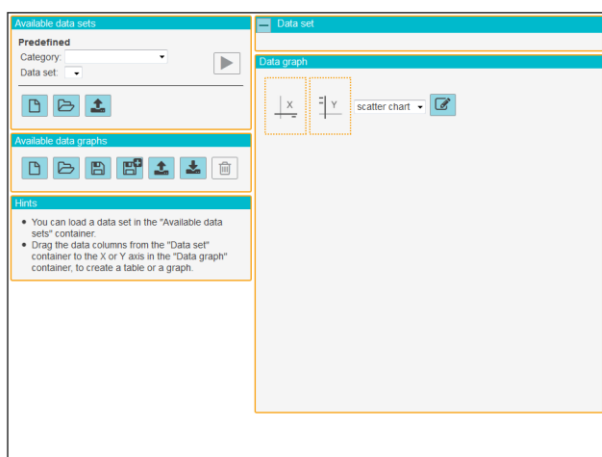 Available data sets
Predefined
Category:
Data set:
Available data graphs
Hints
You can load a data set in the "Available data
sets" container.
Drag the data columns from the "Data set"
container to the X or Y axis in the "Data graph"
container, to create a table or a graph.
Data set
Data graph
X
Y
scatter chart